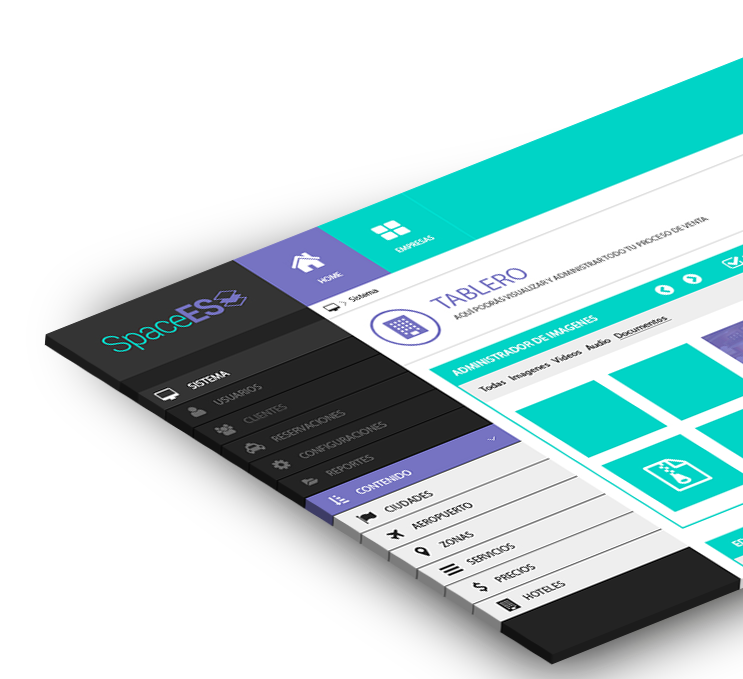 SpaceES
HOME
EMPRESAS
Sistema
TABLERO
AQUÍ PODRÁS VISUALIZAR Y ADMINISTRAR TODO TU PROCESO DE VENTA
ADMINISTRADOR DE IMAGENES
Todas Imagenes Videos Audio Documentos
SISTEMA
USUARIOS
CLIENTES
RESERVACIONES
CONFIGURACIONES
REPORTES
CONTENIDO
CIUDADES
AEROPUERTO
ZONAS
SERVICIOS
PRECIOS
HOTELES